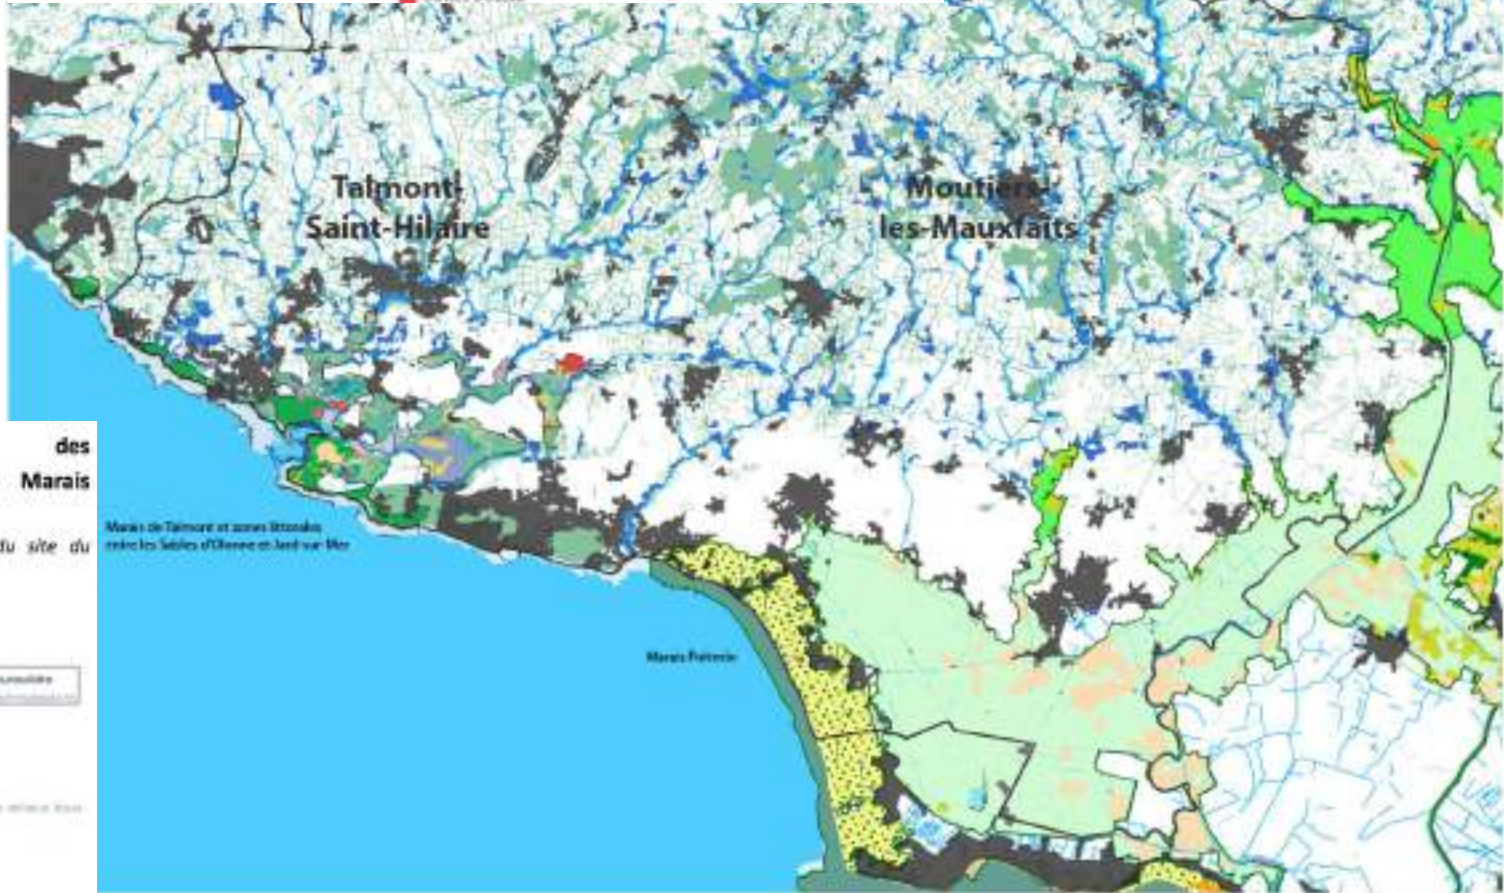 Talmont-
Saint-Hilaire
Moutiers-
les-Mauxfaits
des
Marais
du site du
Marais de Talmont et zones littorales
entre les Sables d'Olonne et Jard-sur-Mer
Marais Poitevin